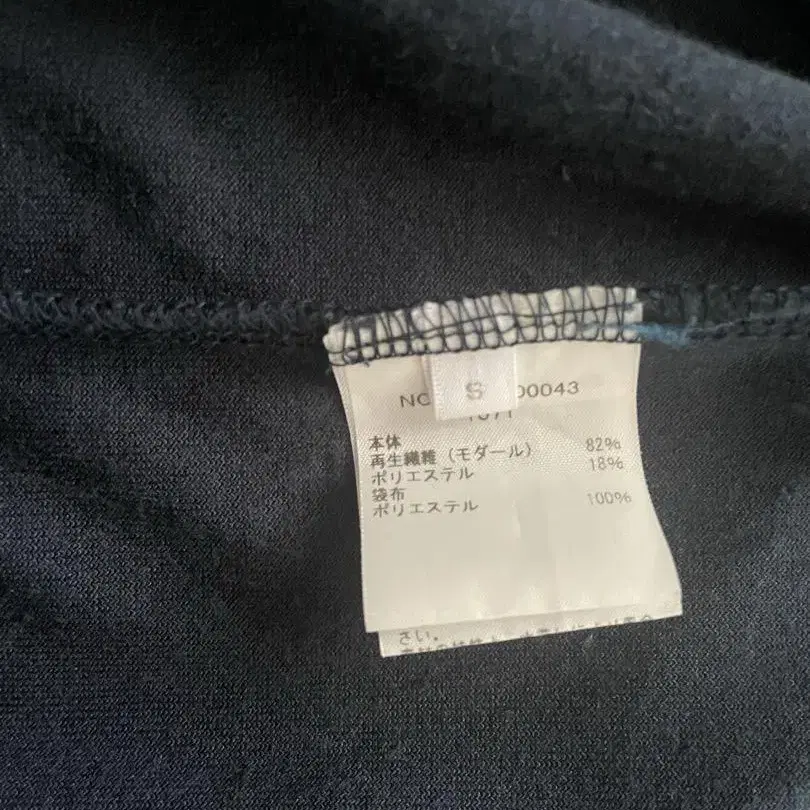 S
NC 00043
本体
再生繊維（モダール） 82%
ポリエステル 18%
袋布
ポリエステル 100%
さい。